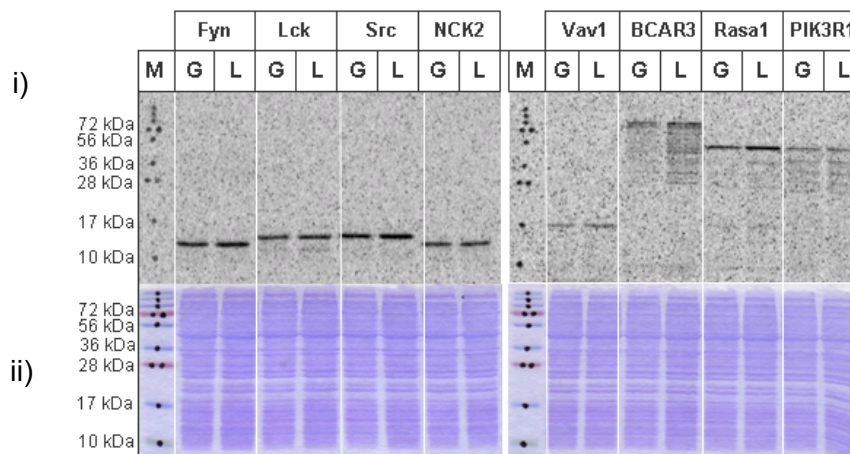 Fyn Lck Src NCK2 Vav1 BCAR3 Rasa1 PIK3R1
M G L G L G L G L M G L G L G L G L
i)
72 kDa
56 kDa
36 kDa
28 kDa
17 kDa
10 kDa
ii)
72 kDa
56 kDa
36 kDa
28 kDa
17 kDa
10 kDa